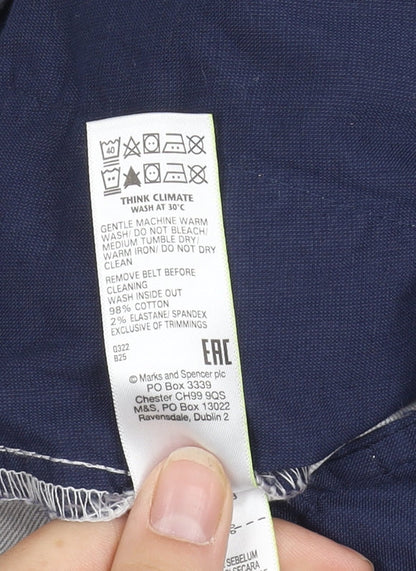 40
THINK CLIMATE
WASH AT 30°C
GENTLE MACHINE WARM
WASH/ DO NOT BLEACH/
MEDIUM TUMBLE DRY/
WARM IRON/ DO NOT DRY
CLEAN
REMOVE BELT BEFORE
CLEANING
WASH INSIDE OUT
98% COTTON
2% ELASTANE/ SPANDEX
EXCLUSIVE OF TRIMMINGS
0322
B25
EAC
© Marks and Spencer plc
PO Box 3339
Chester CH99 9QS
M&S, PO BOX 13022
Ravensdale, Dublin 2
SEBELUM